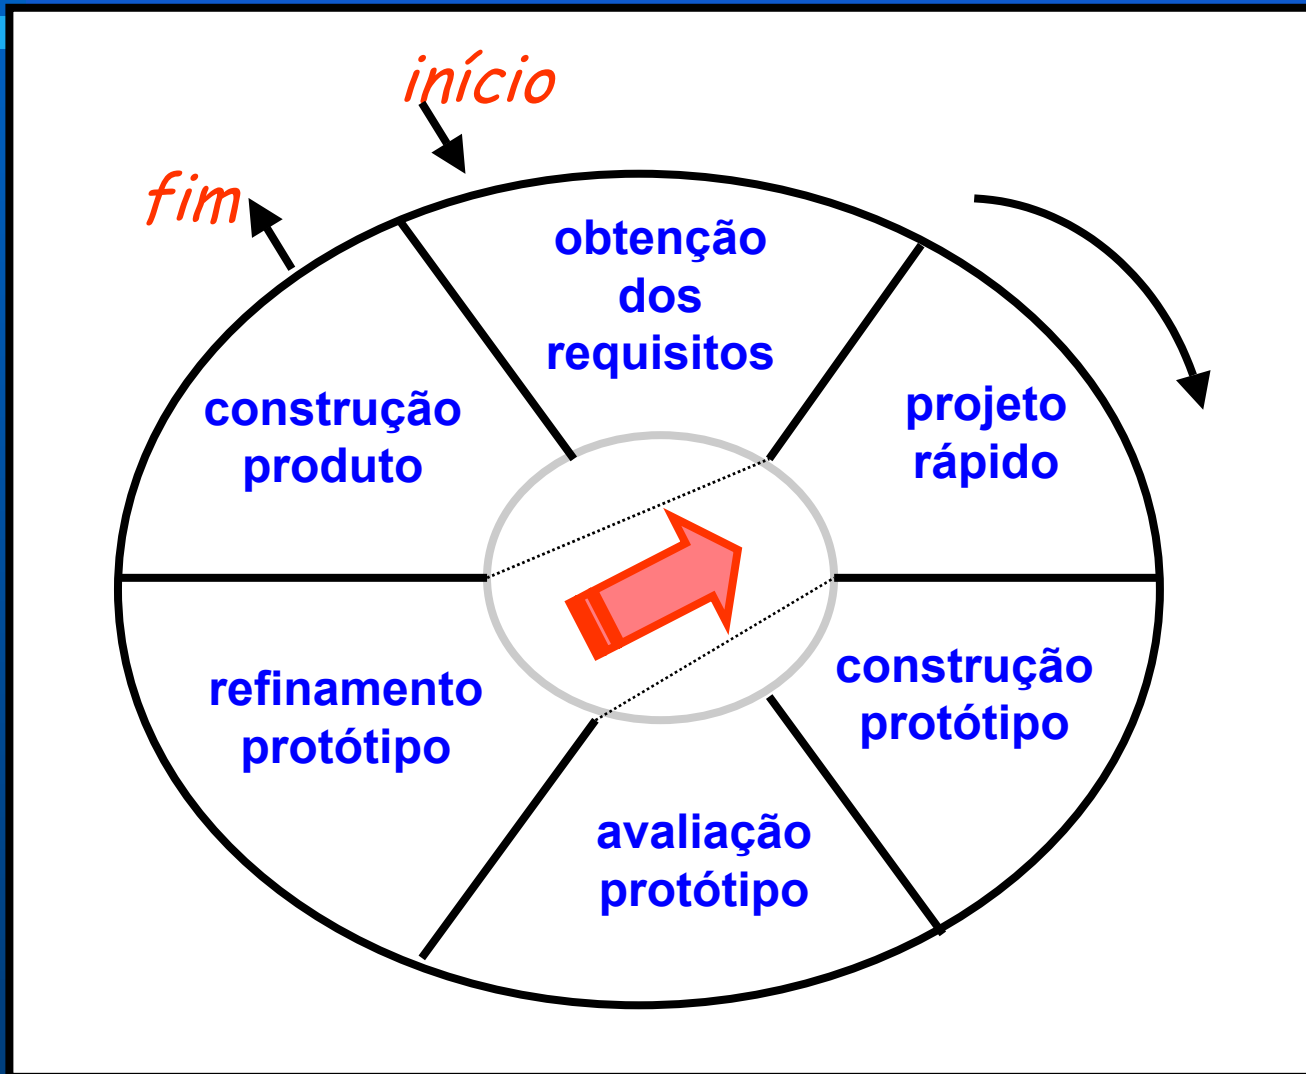 início
fim
obtenção
dos
requisitos
projeto
rápido
construção
protótipo
avaliação
protótipo
refinamento
protótipo
construção
produto